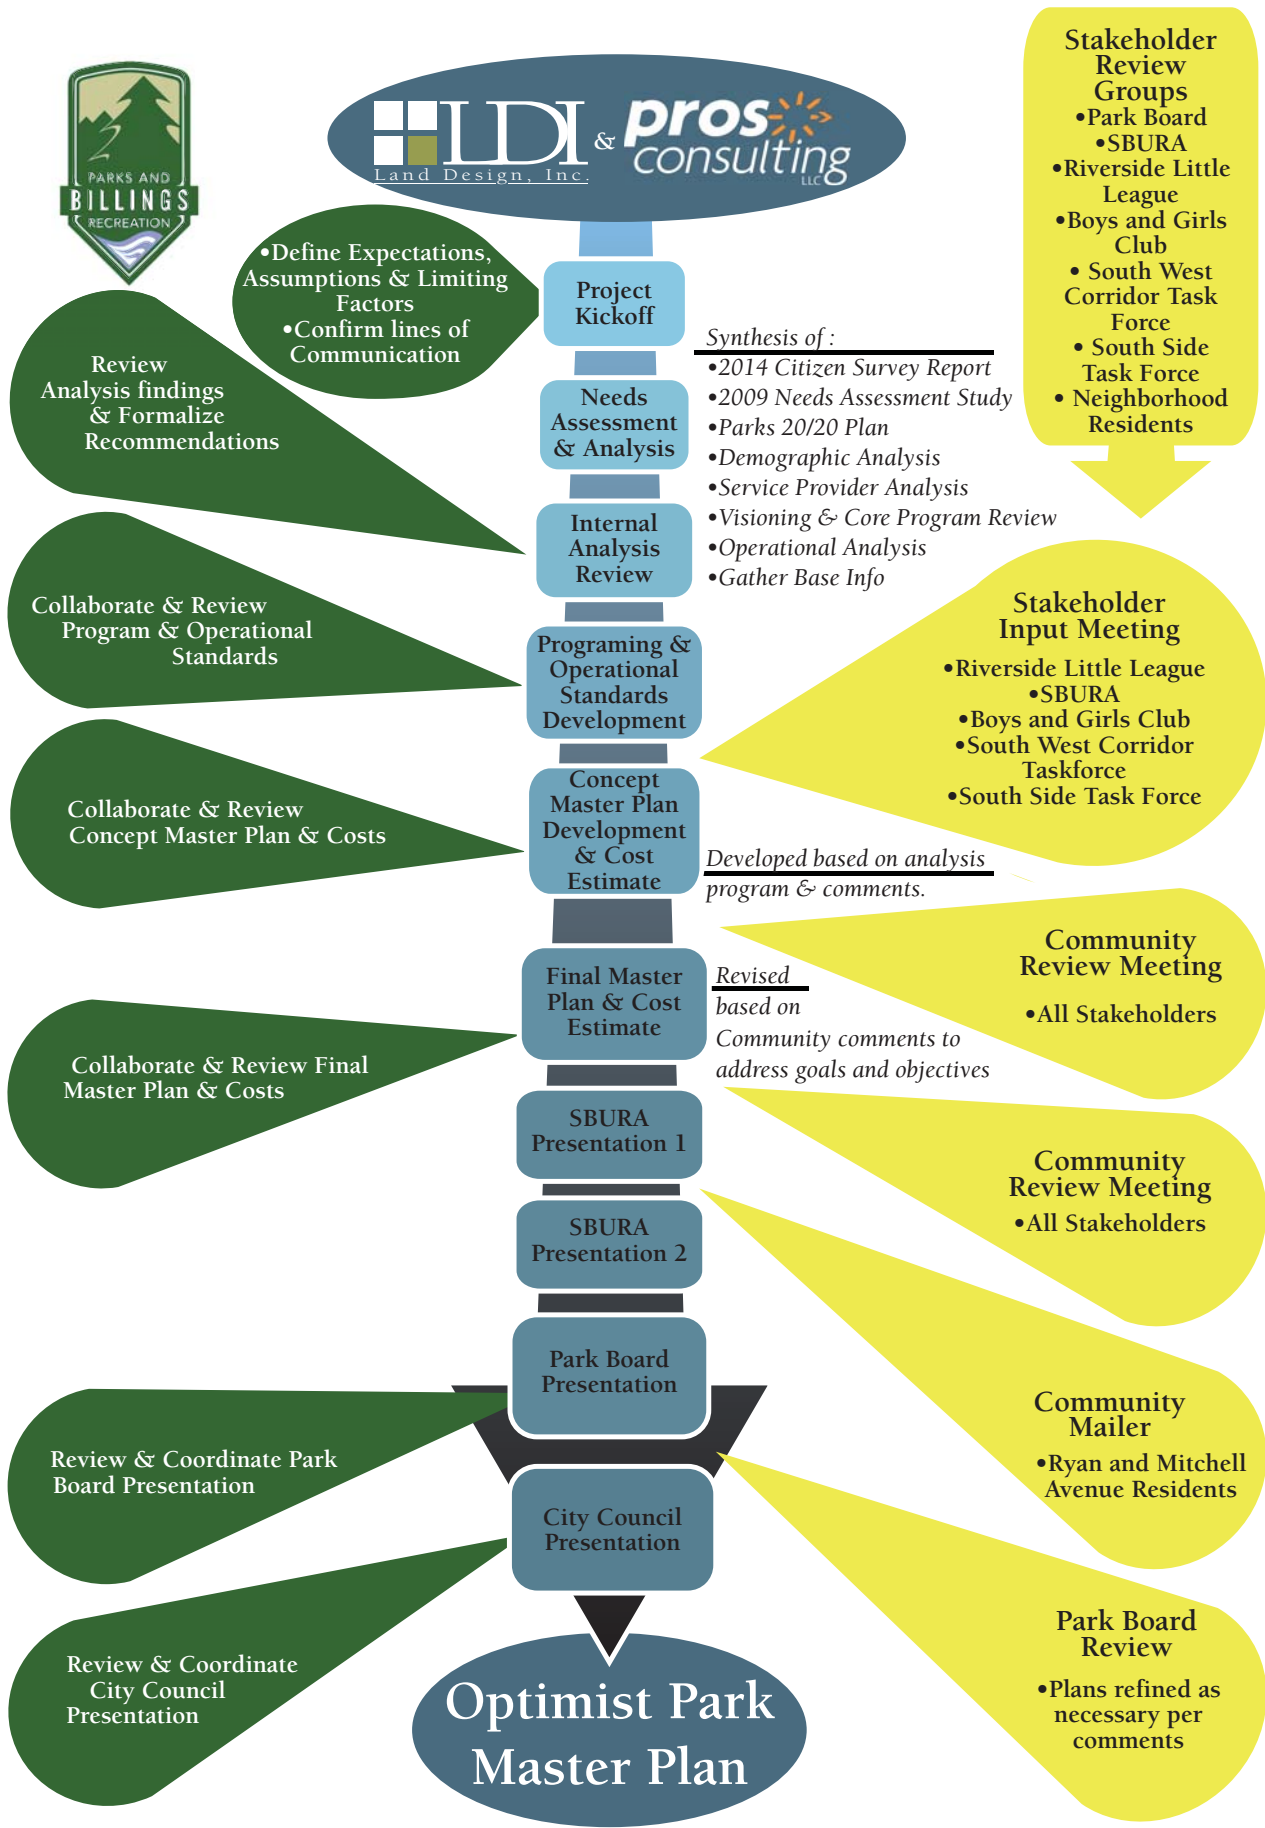 PARKS AND
BILLINGS
RECREATION
LDI
Land Design, Inc.
&
pros
consulting
LLC
Stakeholder
Review
Groups
•Park Board
•SBURA
•Riverside Little
League
•Boys and Girls
Club
• South West
Corridor Task
Force
• South Side
Task Force
• Neighborhood
Residents
•Define Expectations,
Assumptions & Limiting
Factors
•Confirm lines of
Communication
Project
Kickoff
Review
Analysis findings
& Formalize
Recommendations
Needs
Assessment
& Analysis
Synthesis of :
•2014 Citizen Survey Report
•2009 Needs Assessment Study
•Parks 20/20 Plan
•Demographic Analysis
•Service Provider Analysis
•Visioning & Core Program Review
•Operational Analysis
•Gather Base Info
Internal
Analysis
Review
Collaborate & Review
Program & Operational
Standards
Programing &
Operational
Standards
Development
Stakeholder
Input Meeting
•Riverside Little League
•SBURA
•Boys and Girls Club
•South West Corridor
Taskforce
•South Side Task Force
Collaborate & Review
Concept Master Plan & Costs
Concept
Master Plan
Development
& Cost
Estimate
Developed based on analysis
program & comments.
Community
Review Meeting
•All Stakeholders
Final Master
Plan & Cost
Estimate
Revised
based on
Community comments to
address goals and objectives
Collaborate & Review Final
Master Plan & Costs
SBURA
Presentation 1
Community
Review Meeting
•All Stakeholders
SBURA
Presentation 2
Park Board
Presentation
Community
Mailer
•Ryan and Mitchell
Avenue Residents
Review & Coordinate Park
Board Presentation
City Council
Presentation
Park Board
Review
•Plans refined as
necessary per
comments
Review & Coordinate
City Council
Presentation
Optimist Park
Master Plan